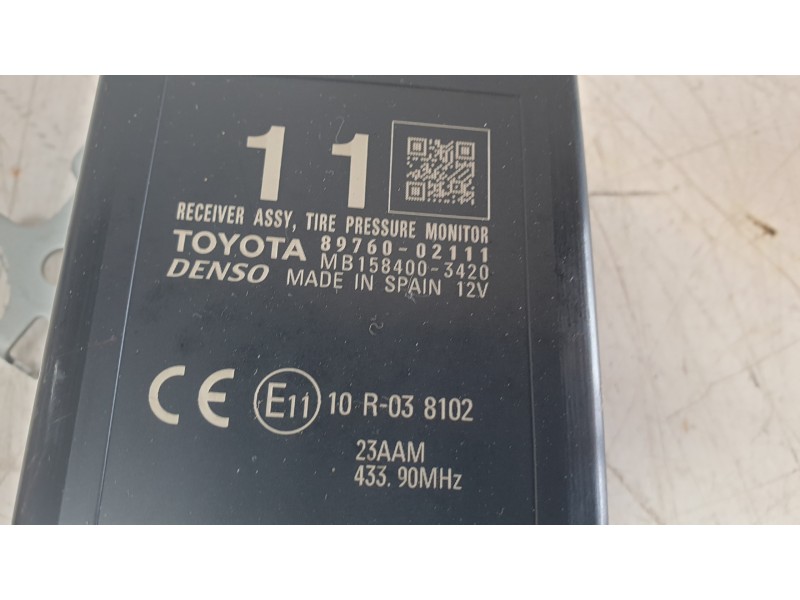 11
RECEIVER ASSY, TIRE PRESSURE MONITOR
TOYOTA 89760-02111
DENSO MB158400-3420
MADE IN SPAIN 12V
CE E11 10 R-03 8102
23AAM
433.90MHz